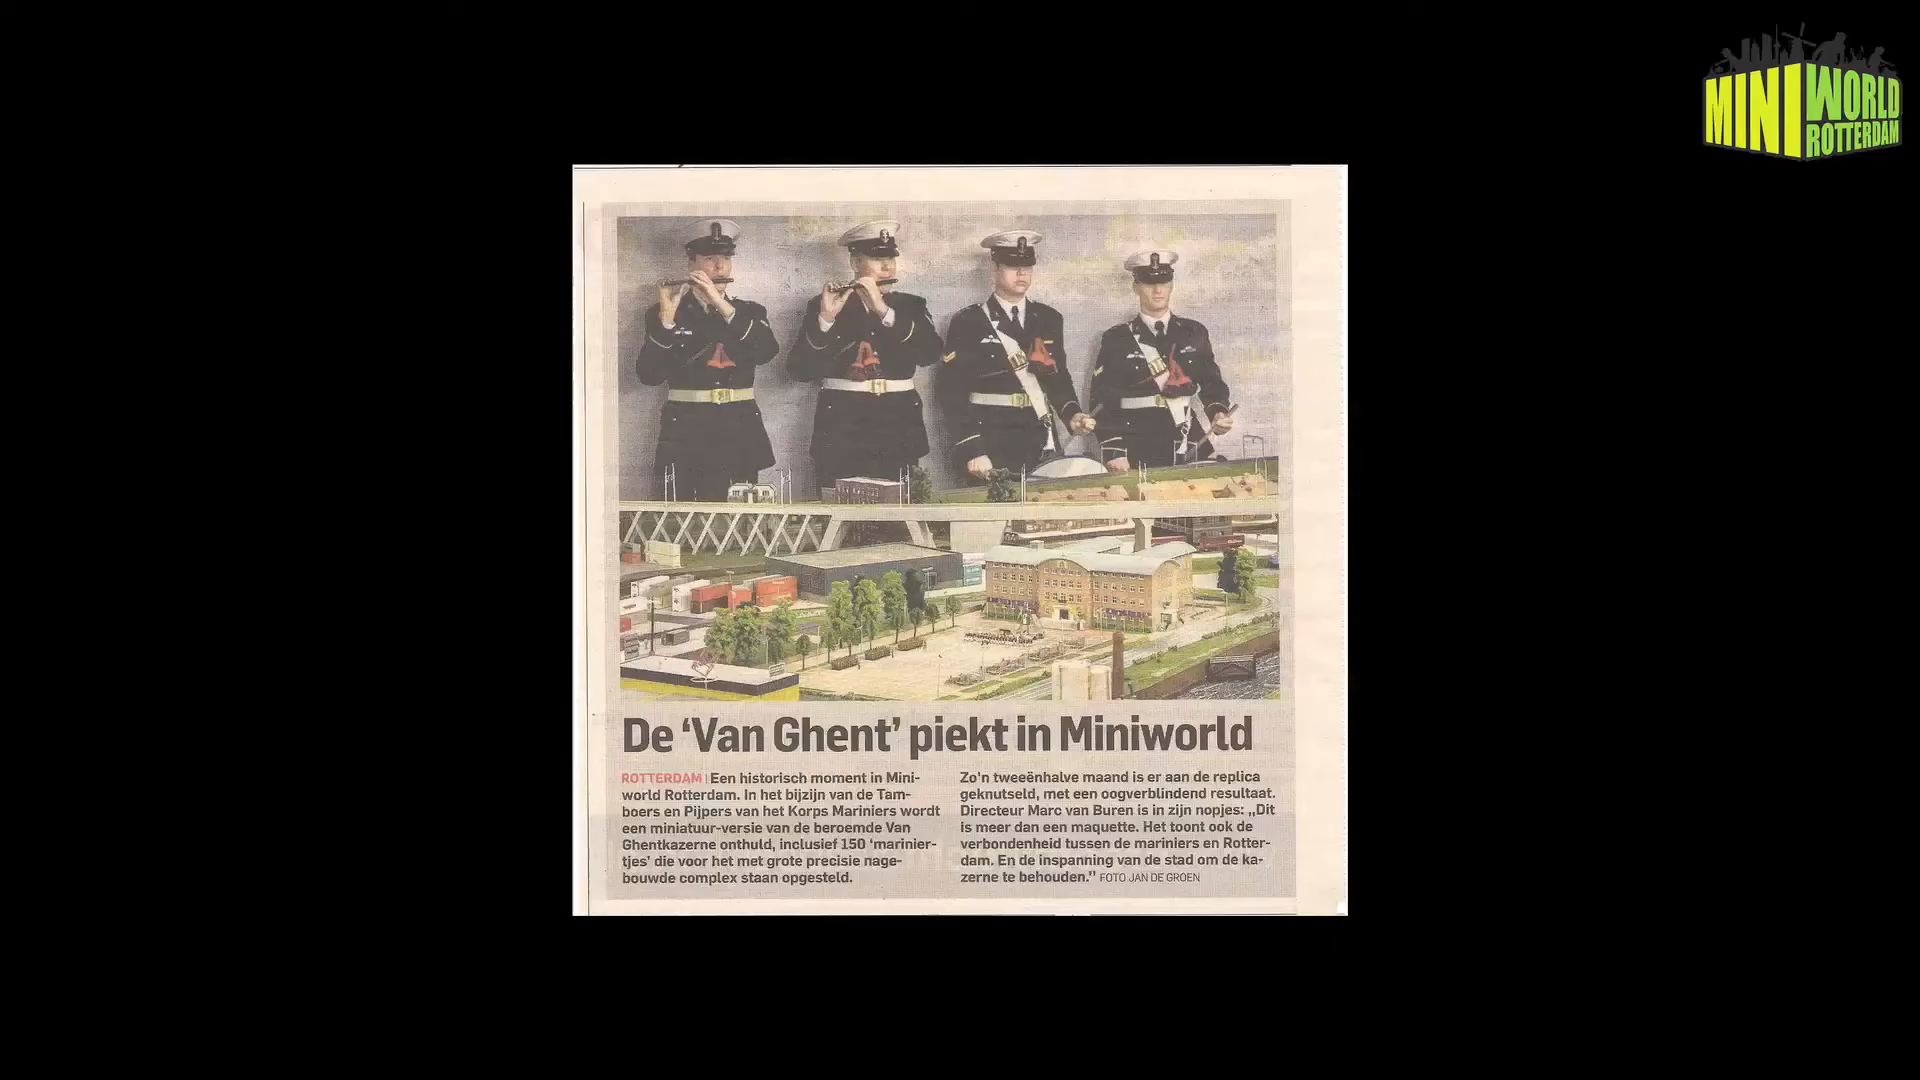 MINI WORLD
ROTTERDAM
De ‘Van Ghent’ piekt in Miniworld
ROTTERDAM | Een historisch moment in Mini-
world Rotterdam. In het bijzijn van de Tam-
boers en Pijpers van het Korps Mariniers wordt
een miniatuur-versie van de beroemde Van
Ghentkazerne onthuld, inclusief 150 ‘marinier-
tjes’ die voor het met grote precisie nage-
bouwde complex staan opgesteld.
Zo'n tweeënhalve maand is er aan de replica
geknutseld, met een oogverblindend resultaat.
Directeur Marc van Buren is in zijn nopjes: „Dit
is meer dan een maquette. Het toont ook de
verbondenheid tussen de mariniers en Rotter-
dam. En de inspanning van de stad om de ka-
zerne te behouden.” FOTO JAN DE GROEN